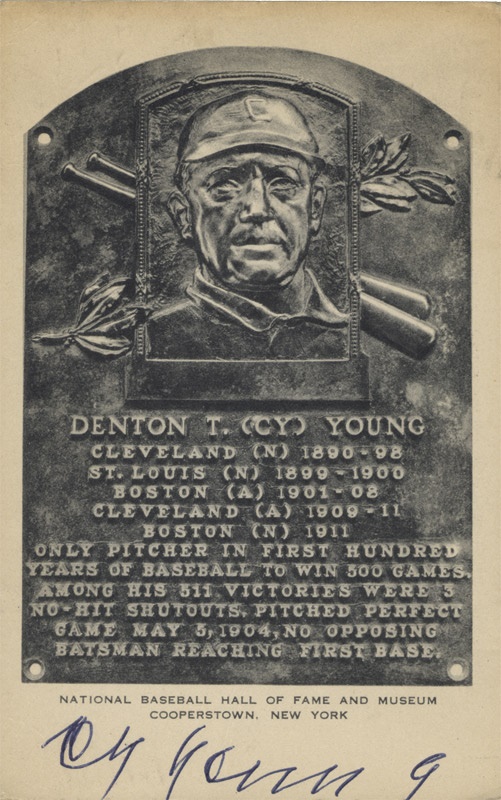 C
DENTON T. (CY) YOUNG
CLEVELAND (N) 1890-98
ST. LOUIS (N) 1899-1900
BOSTON (A) 1901-08
CLEVELAND (A) 1909-11
BOSTON (N) 1911
ONLY PITCHER IN FIRST HUNDRED
YEARS OF BASEBALL TO WIN 500 GAMES.
AMONG HIS 511 VICTORIES WERE 3
NO-HIT SHUTOUTS. PITCHED PERFECT
GAME MAY 5, 1904, NO OPPOSING
BATSMAN REACHING FIRST BASE.
NATIONAL BASEBALL HALL OF FAME AND MUSEUM
COOPERSTOWN, NEW YORK
Cy Young